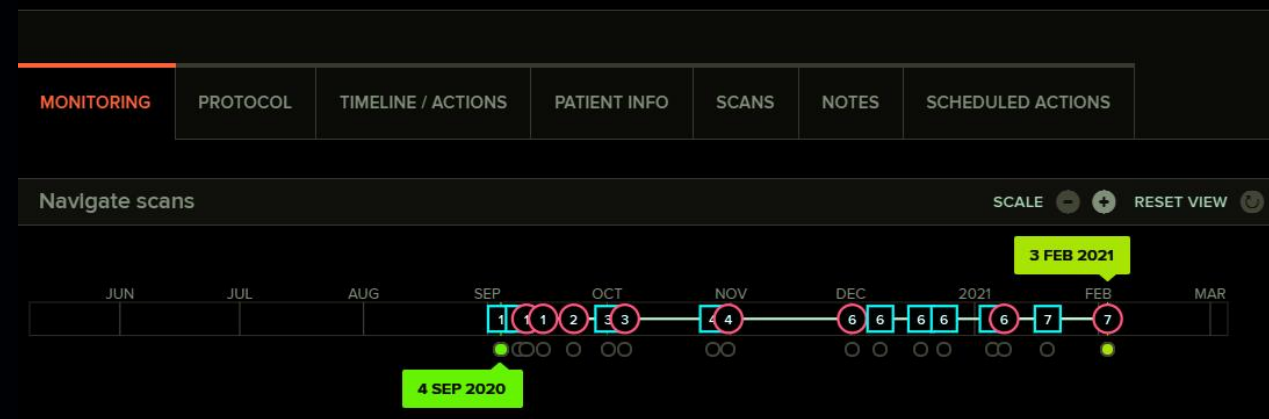 MONITORING PROTOCOL TIMELINE / ACTIONS PATIENT INFO SCANS NOTES SCHEDULED ACTIONS
Navigate scans SCALE - + RESET VIEW
3 FEB 2021
JUN JUL AUG SEP OCT NOV DEC 2021 FEB MAR
1 1 1 2 3 3 4 4 6 6 6 6 6 7 7
4 SEP 2020